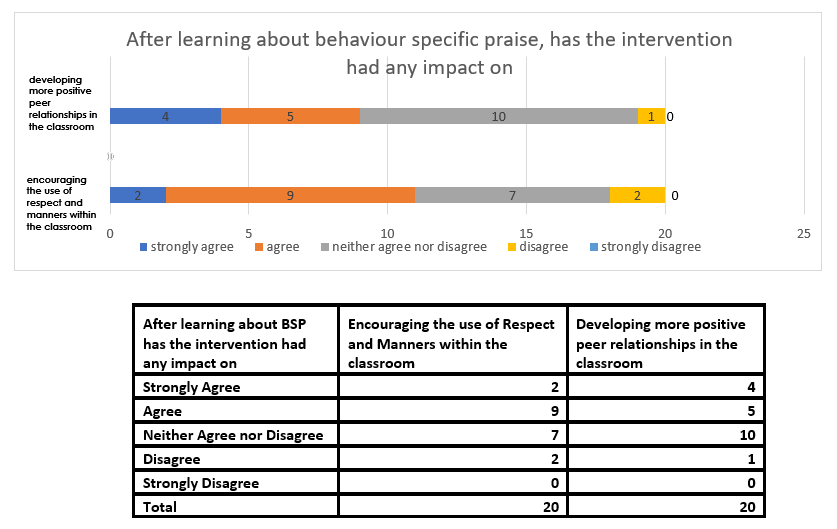 After learning about behaviour specific praise, has the intervention
had any impact on
developing
more positive
peer
relationships in
the classroom
4 5 10 1 0
encouraging
the use of
respect and
manners within
the classroom
2 9 7 2 0
0 5 10 15 20 25
strongly agree agree neither agree nor disagree disagree strongly disagree
After learning about BSP
has the intervention had
any impact on
Encouraging the use of Respect
and Manners within the
classroom
Developing more positive
peer relationships in the
classroom
Strongly Agree 2 4
Agree 9 5
Neither Agree nor Disagree 7 10
Disagree 2 1
Strongly Disagree 0 0
Total 20 20